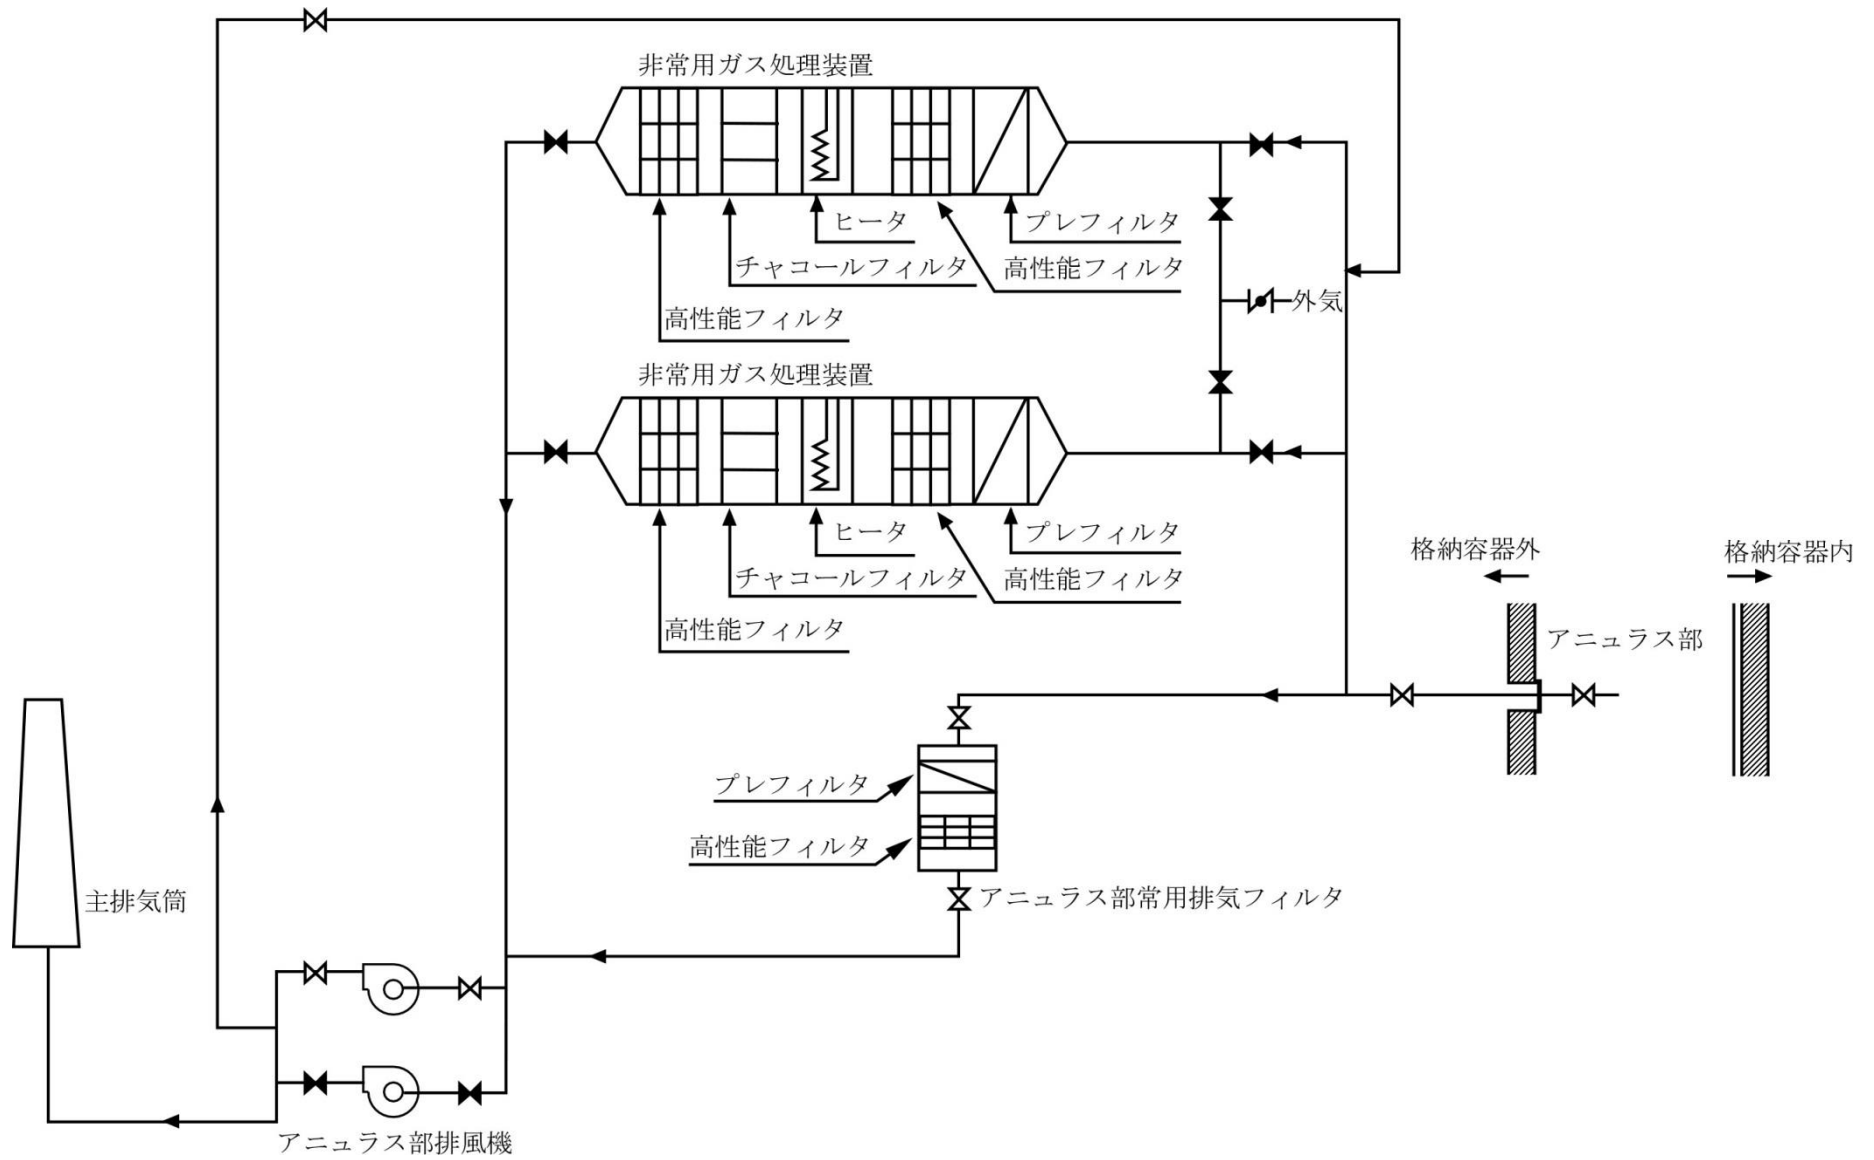 非常用ガス処理装置
ヒータ
プレフィルタ
チャコールフィルタ
高性能フィルタ
外気
高性能フィルタ
非常用ガス処理装置
ヒータ
プレフィルタ
チャコールフィルタ
高性能フィルタ
高性能フィルタ
格納容器外
格納容器内
アニュラス部
プレフィルタ
高性能フィルタ
アニュラス部常用排気フィルタ
主排気筒
アニュラス部排風機